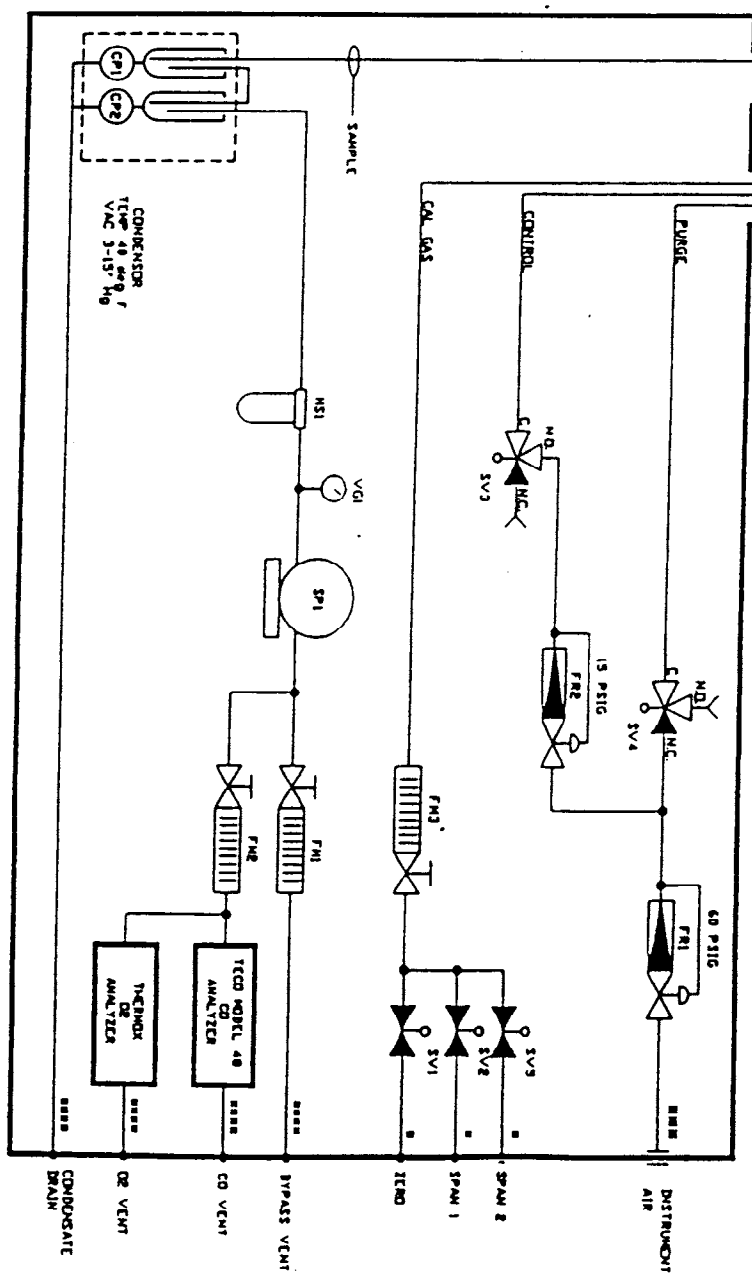 PURGE
CONTROL
CAL GAS
SAMPLE
CP1
CP2
CONDENSOR
TEMP 40 deg F
VAC 3-15" Hg
C
N.O.
N.C.
SV4
C
N.O.
N.C.
SV3
15 PSIG
FR2
60 PSIG
FR1
MS1
VG1
SP1
FM3
FM1
FM2
SV5
SV2
SV1
TECO MODEL 48
CO
ANALYZER
THERMOX
O2
ANALYZER
INSTRUMENT
AIR
SPAN 2
SPAN 1
ZERO
BYPASS VENT
CO VENT
O2 VENT
CONDENSATE
DRAIN